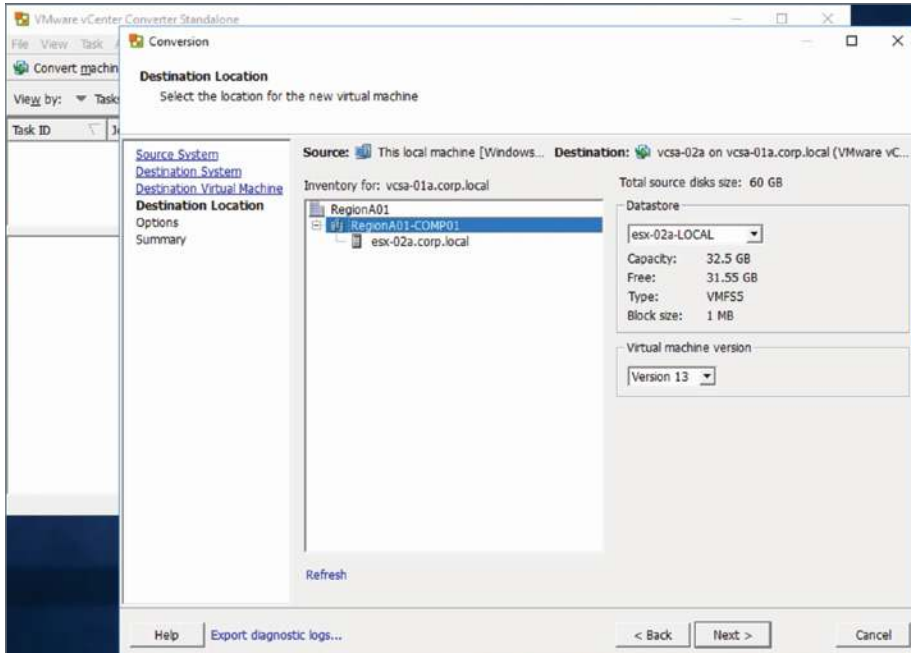 VMware vCenter Converter Standalone
File View Task
Convert machin
View by: Tasks
Task ID
Conversion
Destination Location
Select the location for the new virtual machine
Source System
Destination System
Destination Virtual Machine
Destination Location
Options
Summary
Source: This local machine [Windows... Destination: vcsa-02a on vcsa-01a.corp.local (VMware vC...
Inventory for: vcsa-01a.corp.local
RegionA01
RegionA01-COMP01
esx-02a.corp.local
Refresh
Total source disks size: 60 GB
Datastore
esx-02a-LOCAL
Capacity: 32.5 GB
Free: 31.55 GB
Type: VMFS5
Block size: 1 MB
Virtual machine version
Version 13
Help Export diagnostic logs... < Back Next > Cancel